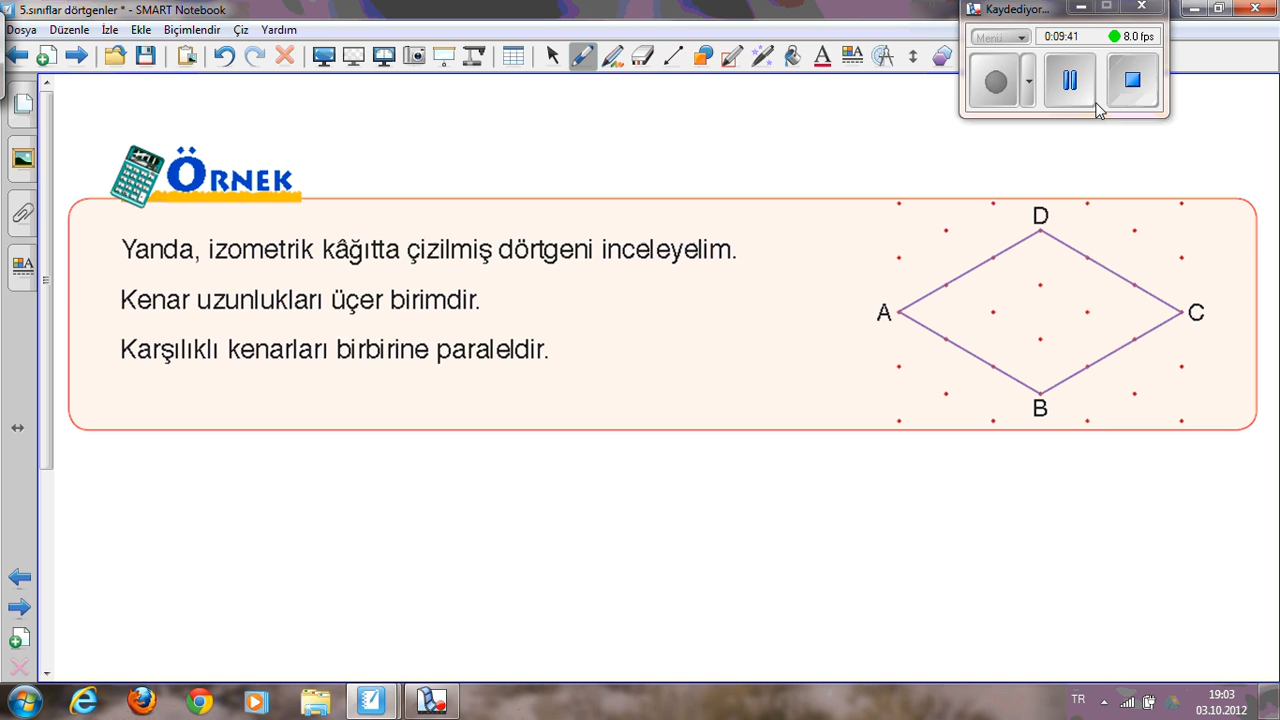 5.sınıflar dörtgenler * - SMART Notebook
Kaydediyor...
Dosya Düzenle İzle Ekle Biçimlendir Çiz Yardım
Menü 0:09:41 8.0 fps
ÖRNEK
Yanda, izometrik kâğıtta çizilmiş dörtgeni inceleyelim.
Kenar uzunlukları üçer birimdir.
Karşılıklı kenarları birbirine paraleldir.
D
A
C
B
TR
19:03
03.10.2012